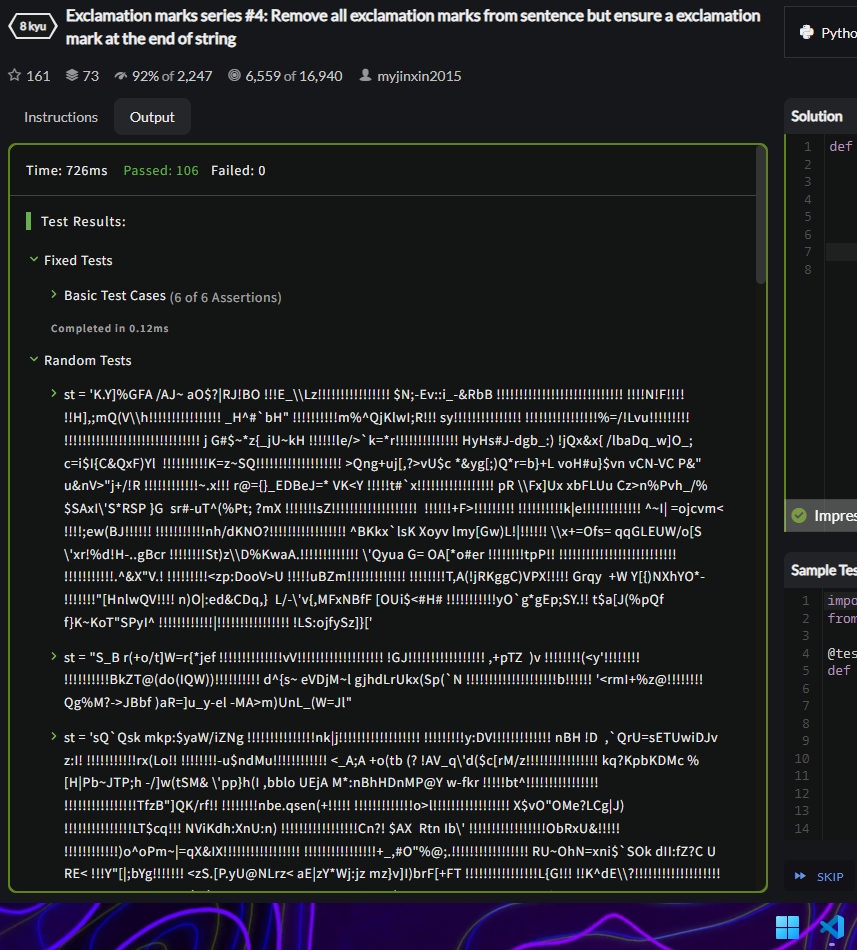 8 kyu
Exclamation marks series #4: Remove all exclamation marks from sentence but ensure a exclamation
mark at the end of string
161 73 92% of 2,247 6,559 of 16,940 myjinxin2015
Instructions Output
Time: 726ms Passed: 106 Failed: 0
Test Results:
Fixed Tests
Basic Test Cases (6 of 6 Assertions)
Completed in 0.12ms
Random Tests
st = 'K.Y]%GFA /AJ~ aO$?|RJ!BO !!!E_\\Lz!!!!!!!!!!!!!!!! $N;-Ev::i_-&RbB !!!!!!!!!!!!!!!!!!!!!!!!!!!! !!!!N!F!!!!
!!H],;mQ(V\\h!!!!!!!!!!!!!!!! _H^#`bH" !!!!!!!!!!m%^QjKlwI;R!!! sy!!!!!!!!!!!!!!! !!!!!!!!!!!!!!!!%=/!Lvu!!!!!!!!!
!!!!!!!!!!!!!!!!!!!!!!!!!!!!!! j G#$~*z{_jU~kH !!!!!!le/>`k=*r!!!!!!!!!!!!!! HyHs#J-dgb_:) !jQx&x{ /lbaDq_w]O_;
c=i$I{C&QxF)Yl !!!!!!!!!!K=z~SQ!!!!!!!!!!!!!!!!!!! >Qng+uj[,?>vU$c *&yg[;)Q*r=b}+L voH#u}$vn vCN-VC P&"
u&nV>"j+/!R !!!!!!!!!!!!~.x!!! r@={}_EDBeJ=* VK<Y !!!!!t#`x!!!!!!!!!!!!!!!!! pR \\Fx]Ux xbFLUu Cz>n%Pvh_/%
$SAxI\'S*RSP }G sr#-uT^(%Pt; ?mX !!!!!!!sZ!!!!!!!!!!!!!!!!!!! !!!!!!+F>!!!!!!!!! !!!!!!!!!!k|e!!!!!!!!!!!!! ^~I| =ojcvm<
!!!!;ew(BJ!!!!!! !!!!!!!!!!!nh/dKNO?!!!!!!!!!!!!!!!!! ^BKkx`lsK Xoyv lmy[Gw)L!|!!!!!! \\x+=Ofs= qqGLEUW/o[S
\'xr!%d!H-..gBcr !!!!!!!!St)z\\D%KwaA.!!!!!!!!!!!!! \'Qyua G= OA[*o#er !!!!!!!!tpP!! !!!!!!!!!!!!!!!!!!!!!!!!!!
!!!!!!!!!!!.^&X"V.! !!!!!!!!!<zp:DooV>U !!!!!uBZm!!!!!!!!!!!!! !!!!!!!!T,A(!jRKggC)VPX!!!!! Grqy +W Y[{)NXhYO*-
!!!!!!!"[HnlwQV!!!! n)O|:ed&CDq,} L/-\'v{,MFxNBfF [OUi$<#H# !!!!!!!!!!!yO`g*gEp;SY.!! t$a[J(%pQf
f}K~KoT"SPyI^ !!!!!!!!!!!!|!!!!!!!!!!!!!!!! !LS:ojfySz]}['
st = "S_B r(+o/t]W=r{*jef !!!!!!!!!!!!!!vV!!!!!!!!!!!!!!!!!!! !GJ!!!!!!!!!!!!!!!!! ,+pTZ )v !!!!!!!!(<y'!!!!!!!!
!!!!!!!!!!BkZT@(do(IQW))!!!!!!!!!! d^{s~ eVDjM~l gjhdLrUkx(Sp(`N !!!!!!!!!!!!!!!!!!!!b!!!!!! '<rmI+%z@!!!!!!!!
Qg%M?->JBbf )aR=]u_y-el -MA>m)UnL_(W=Jl"
st = 'sQ`Qsk mkp:$yaW/iZNg !!!!!!!!!!!!!!!nk|j!!!!!!!!!!!!!!!!!! !!!!!!!!!y:DV!!!!!!!!!!!!! nBH !D ,`QrU=sETUwiDJv
z:I! !!!!!!!!!!!rx(Lo!! !!!!!!!!-u$ndMu!!!!!!!!!!!! <_A;A +o(tb (? !AV_q\'d($c[rM/z!!!!!!!!!!!!!!!! kq?KpbKDMc %
[H|Pb~JTP;h -/]w(tSM& \'pp}h(I ,bblo UEjA M*:nBhHDnMP@Y w-fkr !!!!!bt^!!!!!!!!!!!!!!!!
!!!!!!!!!!!!!!!!TfzB"]QK/rf!! !!!!!!!!nbe.qsen(+!!!!! !!!!!!!!!!!!!o>l!!!!!!!!!!!!!!!!! X$vO"OMe?LCg|J)
!!!!!!!!!!!!!!!LT$cq!!! NViKdh:XnU:n) !!!!!!!!!!!!!!!!!Cn?! $AX Rtn Ib\' !!!!!!!!!!!!!!!!!ObRxU&!!!!!
!!!!!!!!!!!!)o^oPm~|=qX&IX!!!!!!!!!!!!!!!!! !!!!!!!!!!!!!!!!+_,#O"%@;.!!!!!!!!!!!!!!!!! RU~OhN=xni$`SOk dII:fZ?C U
RE< !!!Y"[|;bYg!!!!!!! <zS.[P.yU@NLrz< aE|zY*Wj:jz mz}v]I)brF[+FT !!!!!!!!!!!!!!!!L{G!!! !!K^dE\\?!!!!!!!!!!!!!!!!!!!
Solution
1 def
2
3
4
5
6
7
8
Sample
1
2 from
3
4
5 def
6
7
8
9
10
11
12
13
14
SKIP